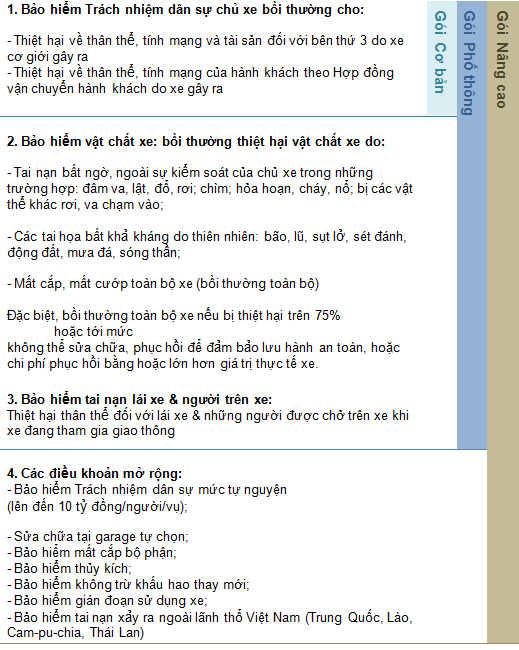 1. Bảo hiểm Trách nhiệm dân sự chủ xe bồi thường cho:
- Thiệt hại về thân thể, tính mạng và tài sản đối với bên thứ 3 do xe
cơ giới gây ra
- Thiệt hại về thân thể, tính mạng của hành khách theo Hợp đồng
vận chuyển hành khách do xe gây ra
Gói Cơ bản
Gói Phổ thông
Gói Nâng cao
2. Bảo hiểm vật chất xe: bồi thường thiệt hại vật chất xe do:
- Tai nạn bất ngờ, ngoài sự kiểm soát của chủ xe trong những
trường hợp: đâm va, lật, đổ, rơi; chìm; hỏa hoạn, cháy, nổ; bị các vật
thể khác rơi, va chạm vào;
- Các tai họa bất khả kháng do thiên nhiên: bão, lũ, sụt lở, sét đánh,
động đất, mưa đá, sóng thần;
- Mất cắp, mất cướp toàn bộ xe (bồi thường toàn bộ)
Đặc biệt, bồi thường toàn bộ xe nếu bị thiệt hại trên 75%
hoặc tới mức
không thể sửa chữa, phục hồi để đảm bảo lưu hành an toàn, hoặc
chi phí phục hồi bằng hoặc lớn hơn giá trị thực tế xe.
3. Bảo hiểm tai nạn lái xe & người trên xe:
Thiệt hại thân thể đối với lái xe & những người được chở trên xe khi
xe đang tham gia giao thông
4. Các điều khoản mở rộng:
- Bảo hiểm Trách nhiệm dân sự mức tự nguyện
(lên đến 10 tỷ đồng/người/vụ);
- Sửa chữa tại garage tự chọn;
- Bảo hiểm mất cắp bộ phận;
- Bảo hiểm thủy kích;
- Bảo hiểm không trừ khấu hao thay mới;
- Bảo hiểm gián đoạn sử dụng xe;
- Bảo hiểm tai nạn xảy ra ngoài lãnh thổ Việt Nam (Trung Quốc, Lào,
Cam-pu-chia, Thái Lan)